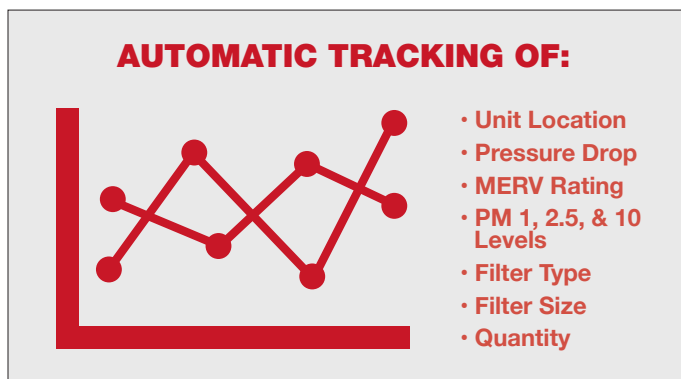 AUTOMATIC TRACKING OF:
• Unit Location
• Pressure Drop
• MERV Rating
• PM 1, 2.5, & 10
Levels
• Filter Type
• Filter Size
• Quantity